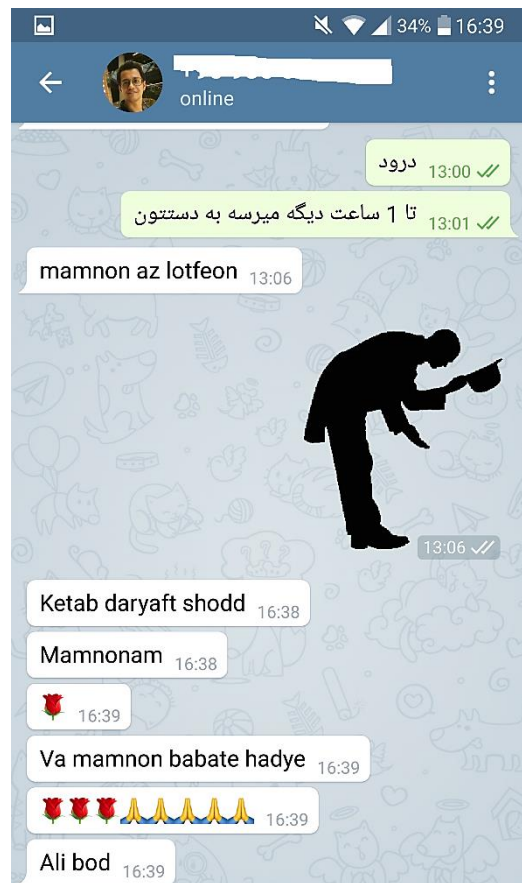 34% 16:39
online
درود 13:00
تا 1 ساعت دیگه میرسه به دستتون 13:01
mamnon az lotfeon 13:06
13:06
Ketab daryaft shodd 16:38
Mamnonam 16:38
🌹 16:39
Va mamnon babate hadye 16:39
🌹🌹🌹🙏🙏🙏🙏🙏 16:39
Ali bod 16:39